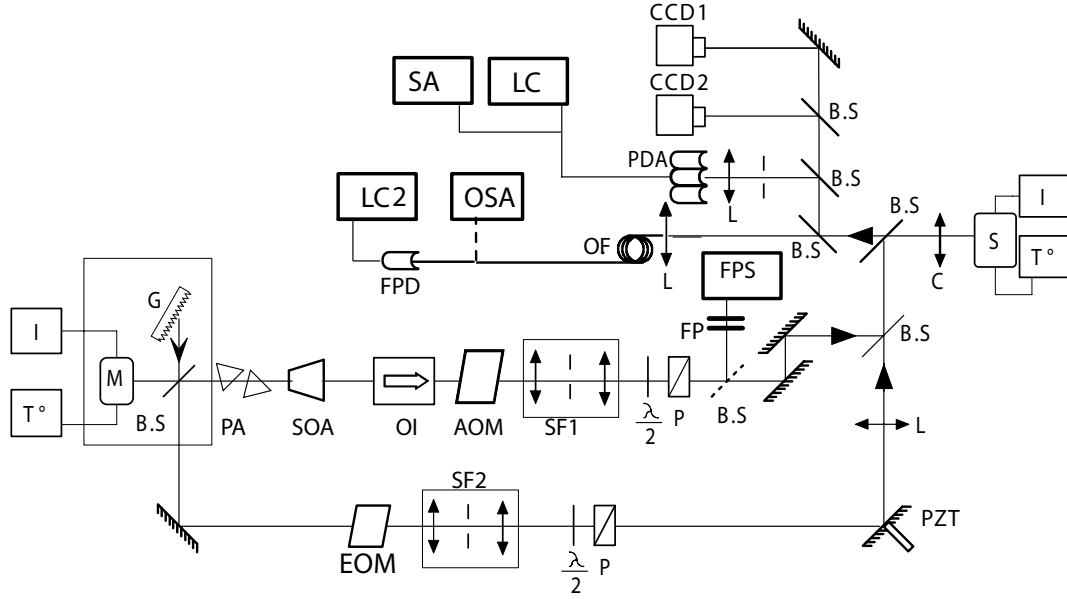 CCD1
CCD2
SA
LC
B.S
PDA
B.S
L
LC2
OSA
OF
L
B.S
FPD
B.S
I
S
T°
C
FPS
FP
B.S
G
I
M
T°
B.S
PA
SOA
OI
AOM
SF1
λ/2
P
B.S
L
SF2
EOM
λ/2
P
PZT